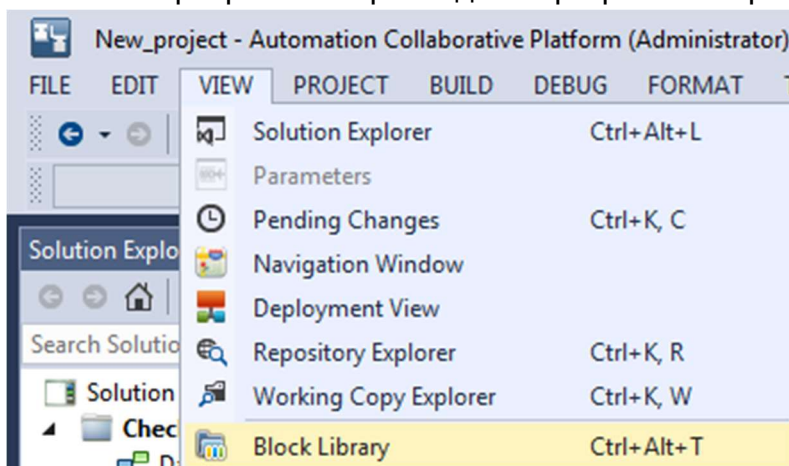 New_project - Automation Collaborative Platform (Administrator)
FILE EDIT VIEW PROJECT BUILD DEBUG FORMAT
Solution Explorer Ctrl+Alt+L
Parameters
Pending Changes Ctrl+K, C
Solution Explo
Navigation Window
Deployment View
Search Solutio
Repository Explorer Ctrl+K, R
Solution
Working Copy Explorer Ctrl+K, W
Chec
Block Library Ctrl+Alt+T